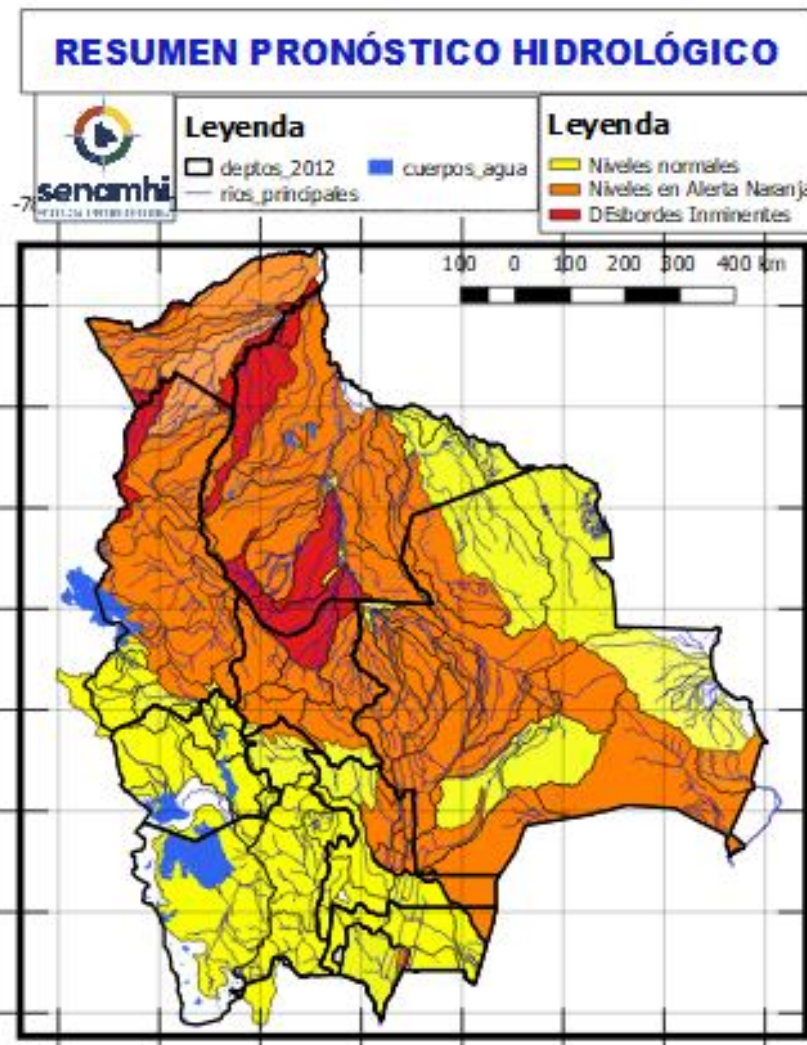 RESUMEN PRONÓSTICO HIDROLÓGICO
senamhi
Leyenda
deptos_2012
cuerpos_agua
rios_principales
Leyenda
Niveles normales
Niveles en Alerta Naranja
DEsbordes Inminentes
100 0 100 200 300 400 km